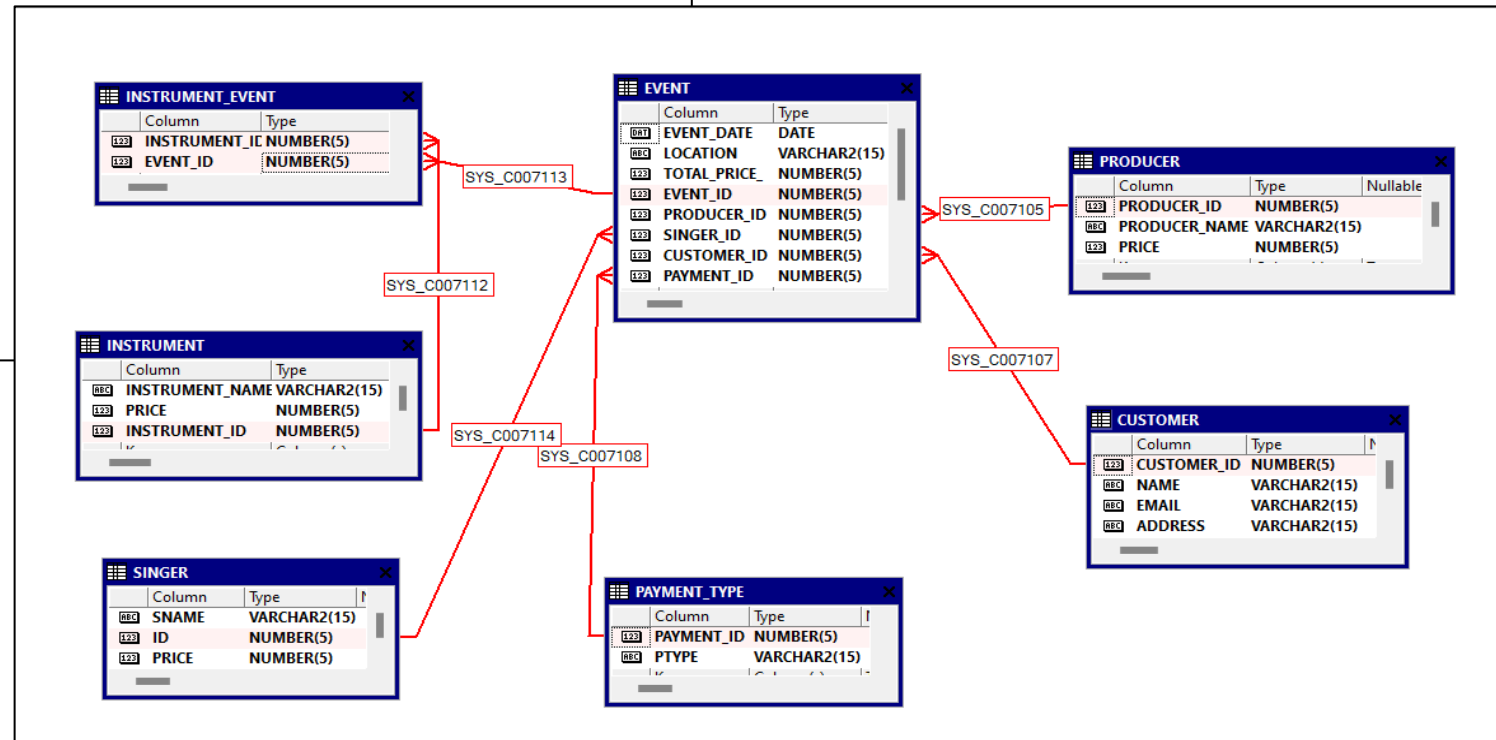 INSTRUMENT_EVENT
Column Type
INSTRUMENT_ID NUMBER(5)
EVENT_ID NUMBER(5)
EVENT
Column Type
EVENT_DATE DATE
LOCATION VARCHAR2(15)
TOTAL_PRICE_ NUMBER(5)
EVENT_ID NUMBER(5)
PRODUCER_ID NUMBER(5)
SINGER_ID NUMBER(5)
CUSTOMER_ID NUMBER(5)
PAYMENT_ID NUMBER(5)
PRODUCER
Column Type Nullable
PRODUCER_ID NUMBER(5)
PRODUCER_NAME VARCHAR2(15)
PRICE NUMBER(5)
SYS_C007113
SYS_C007105
SYS_C007112
INSTRUMENT
Column Type
INSTRUMENT_NAME VARCHAR2(15)
PRICE NUMBER(5)
INSTRUMENT_ID NUMBER(5)
SYS_C007107
SYS_C007114
SYS_C007108
CUSTOMER
Column Type N
CUSTOMER_ID NUMBER(5)
NAME VARCHAR2(15)
EMAIL VARCHAR2(15)
ADDRESS VARCHAR2(15)
SINGER
Column Type
SNAME VARCHAR2(15)
ID NUMBER(5)
PRICE NUMBER(5)
PAYMENT_TYPE
Column Type
PAYMENT_ID NUMBER(5)
PTYPE VARCHAR2(15)